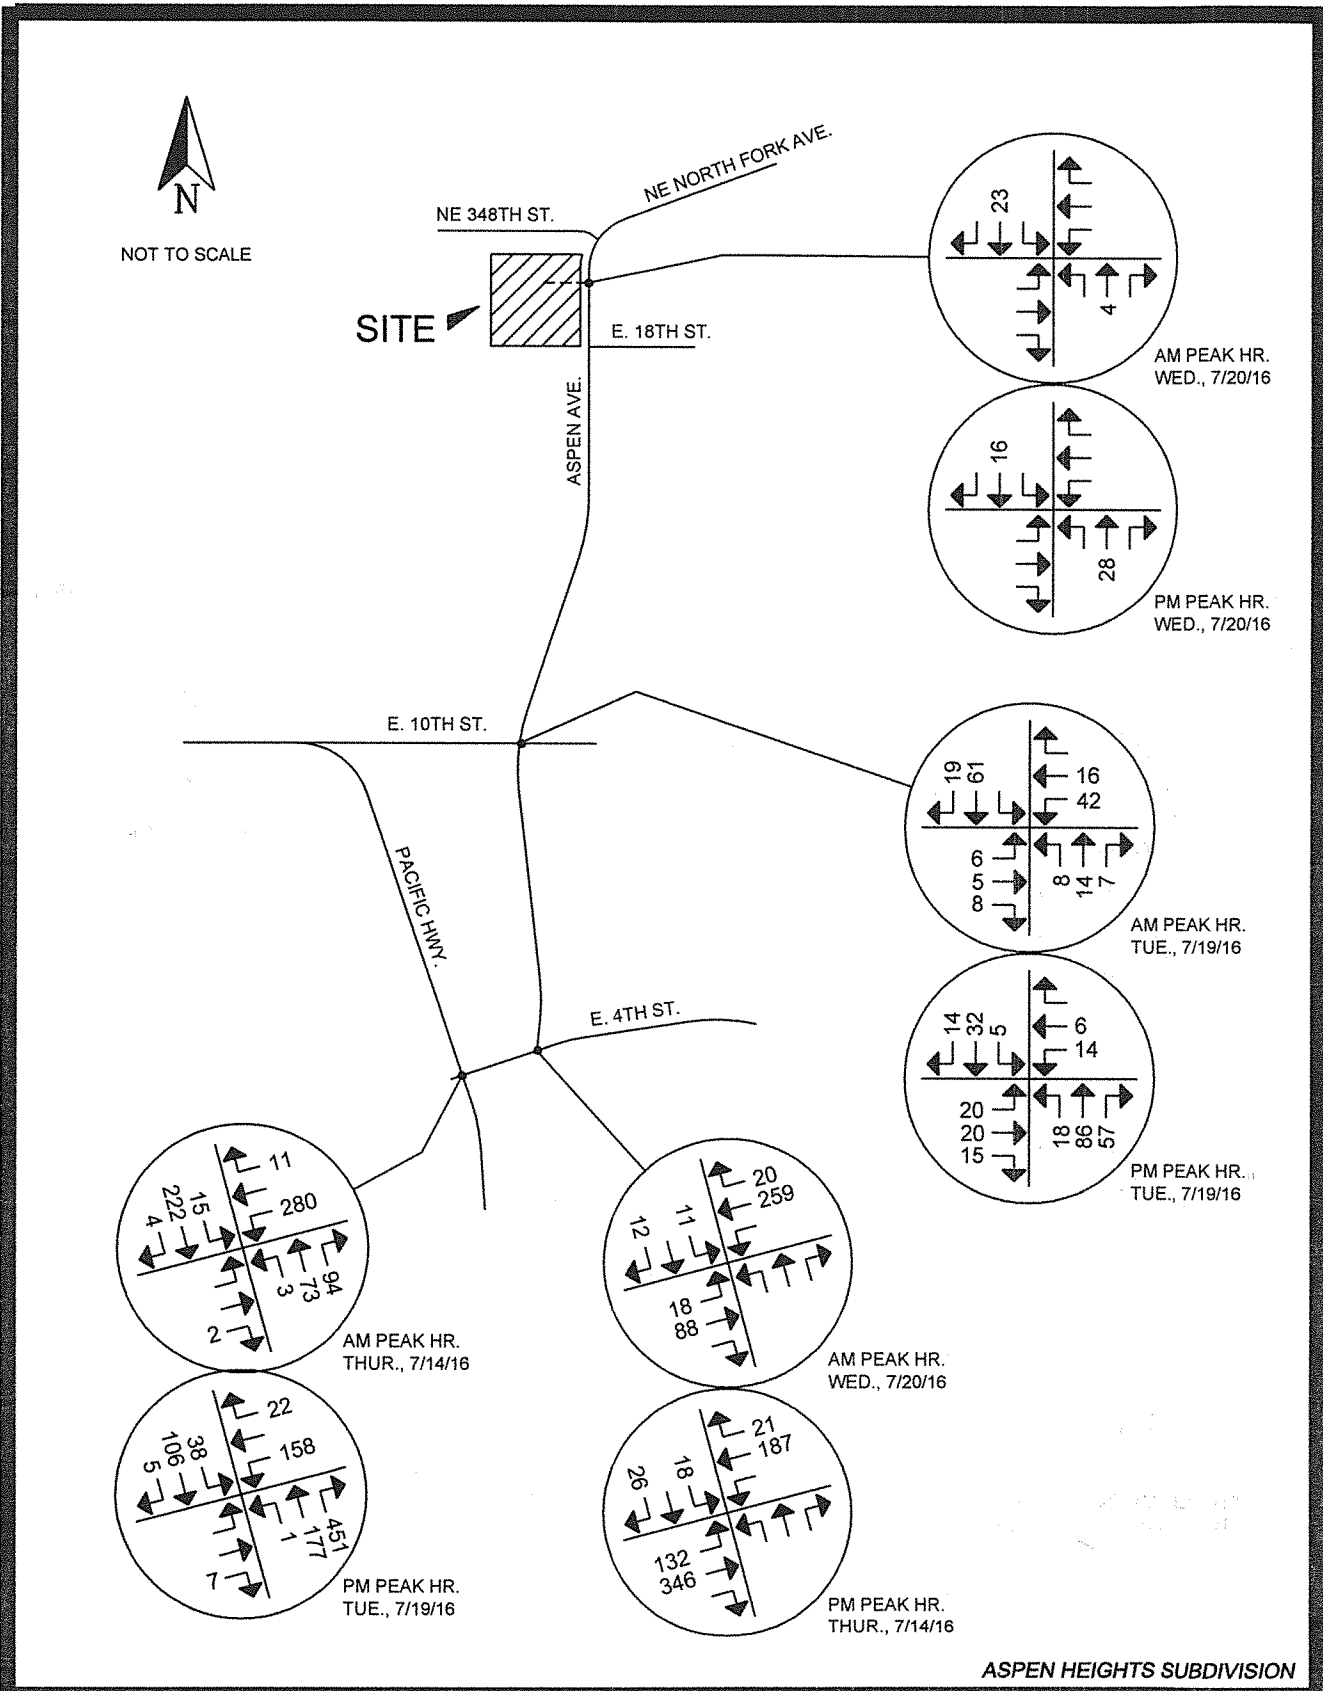 N
NOT TO SCALE
NE NORTH FORK AVE.
NE 348TH ST.
SITE
E. 18TH ST.
ASPEN AVE.
23
4
AM PEAK HR.
WED., 7/20/16
16
28
PM PEAK HR.
WED., 7/20/16
E. 10TH ST.
PACIFIC HWY.
E. 4TH ST.
19
61
16
42
6
5
8
8
14
7
AM PEAK HR.
TUE., 7/19/16
14
32
5
6
14
20
20
15
18
86
57
PM PEAK HR.
TUE., 7/19/16
4
222
15
11
280
2
3
73
94
AM PEAK HR.
THUR., 7/14/16
5
106
38
22
158
7
1
177
451
PM PEAK HR.
TUE., 7/19/16
12
11
20
259
18
88
AM PEAK HR.
WED., 7/20/16
26
18
21
187
132
346
PM PEAK HR.
THUR., 7/14/16
ASPEN HEIGHTS SUBDIVISION